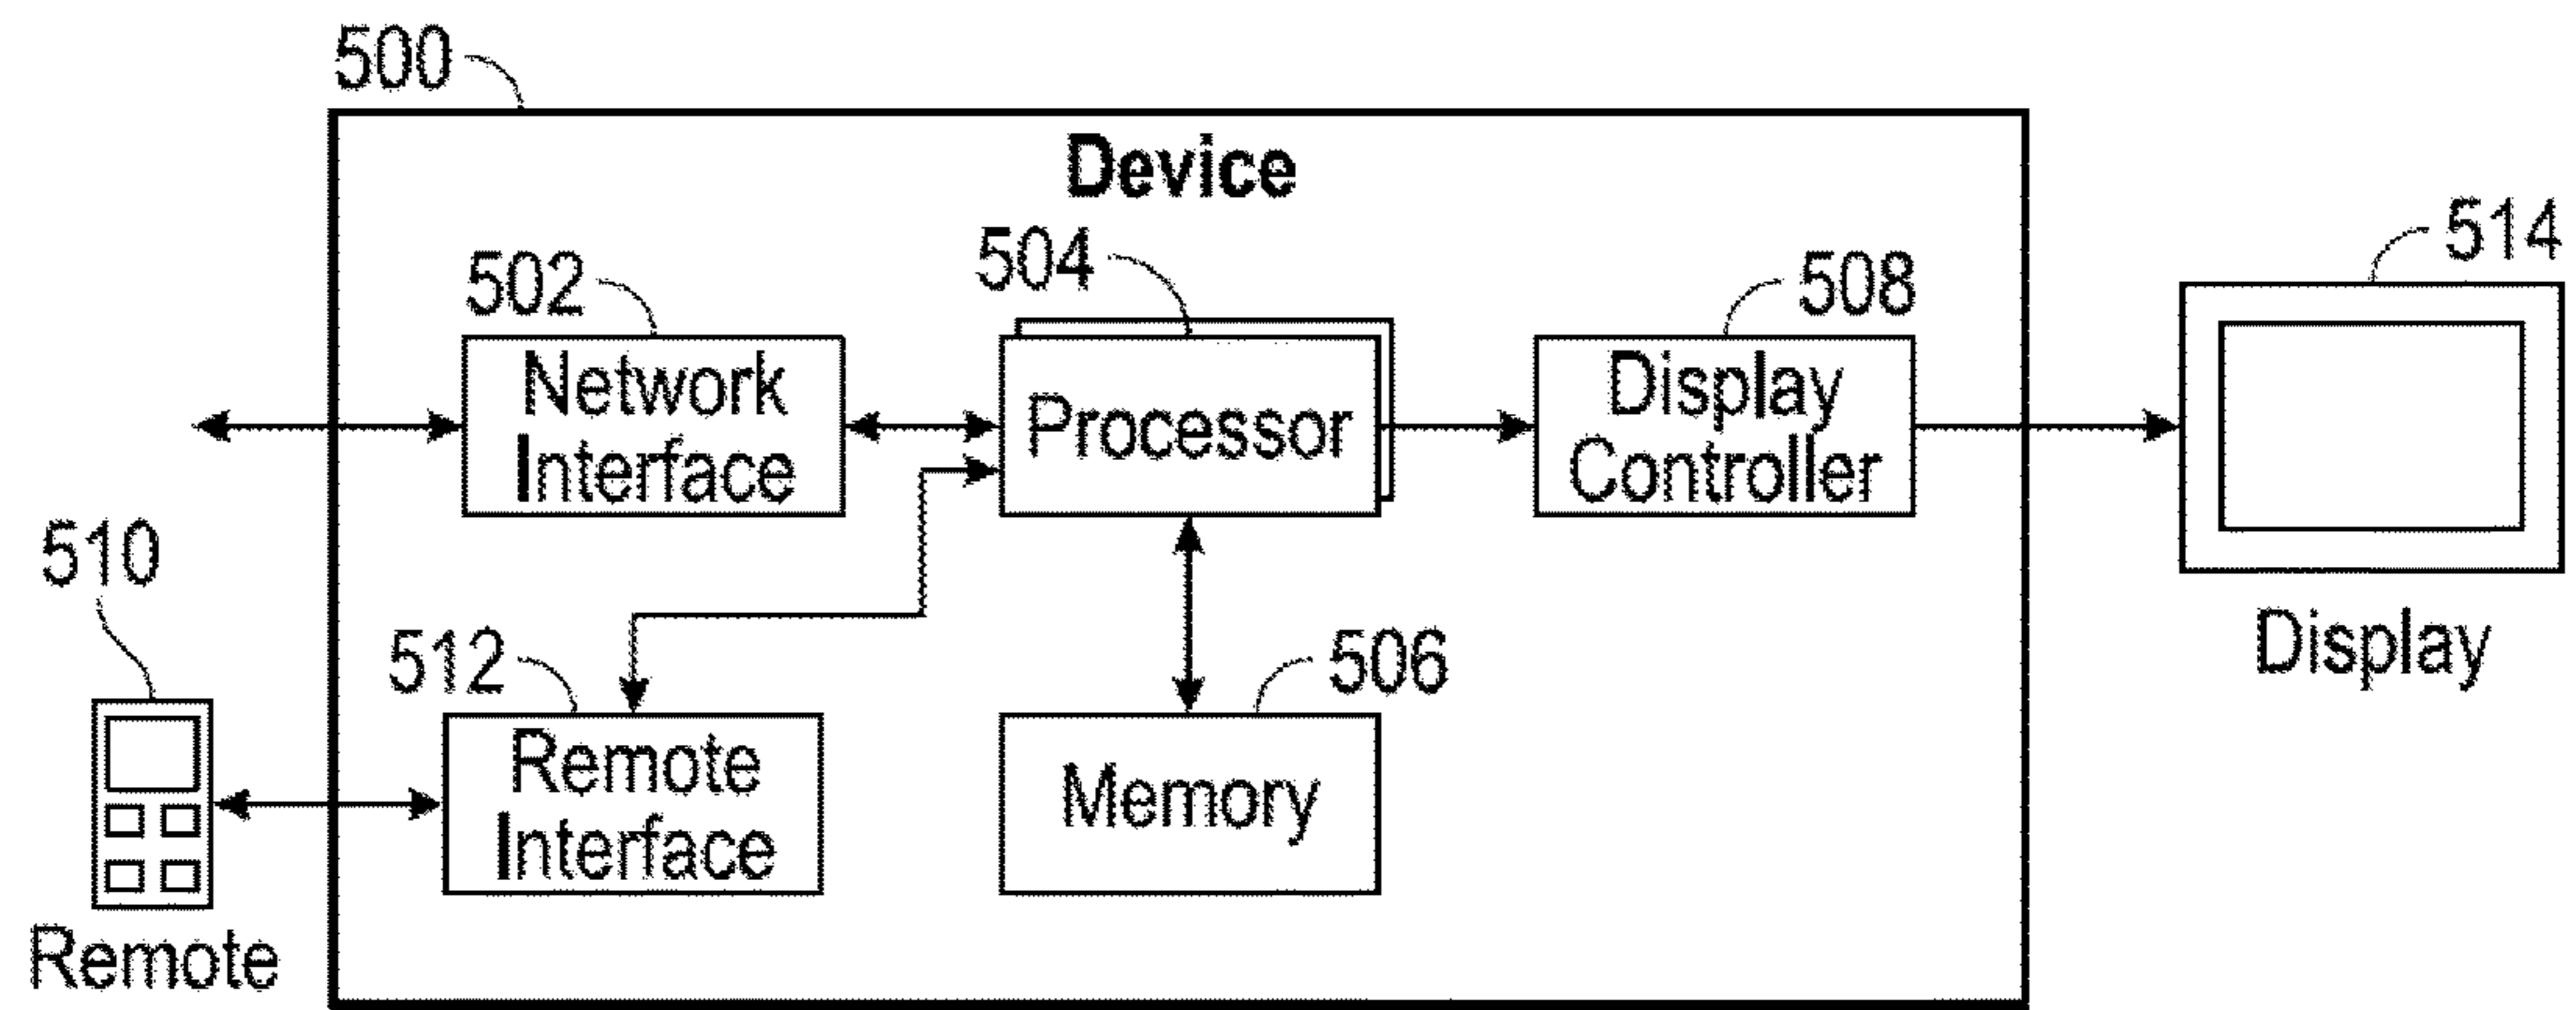 500
Device
502
504
508
514
Network
Interface
Processor
Display
Controller
510
512
506
Display
Remote
Interface
Memory
Remote